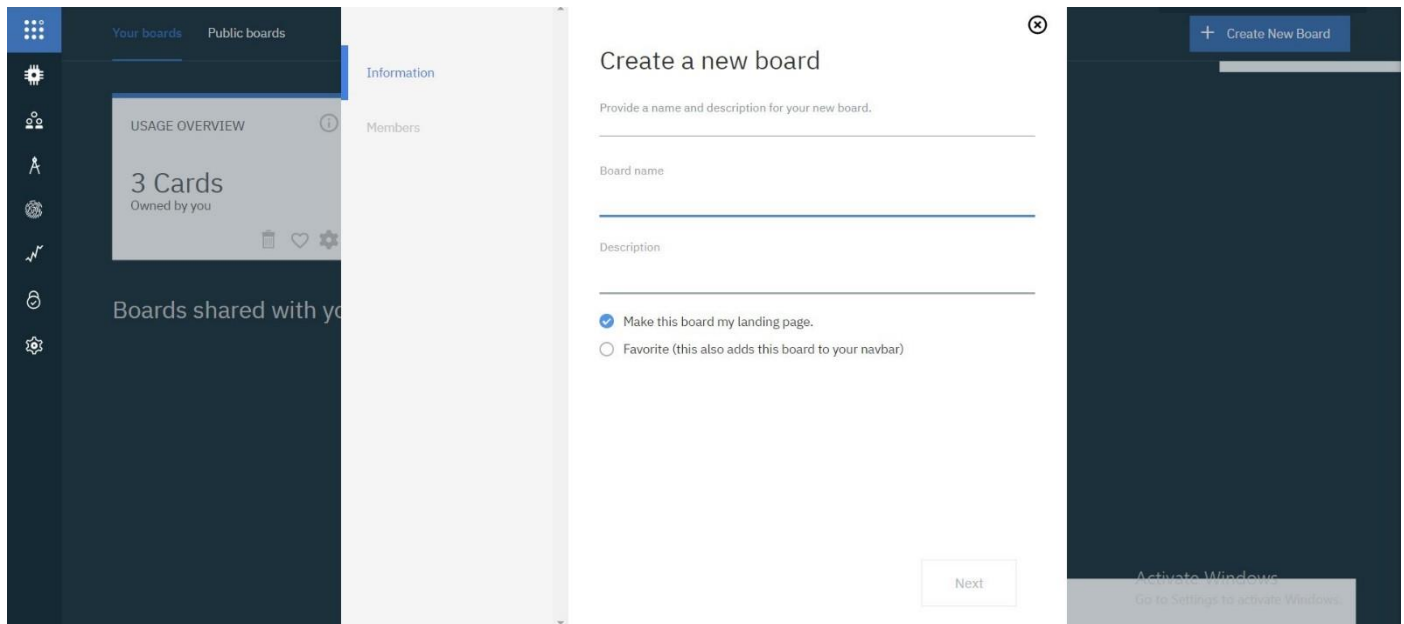 Your boards
Public boards
Create New Board
USAGE OVERVIEW
3 Cards
Owned by you
Boards shared with
Information
Members
Create a new board
Provide a name and description for your new board.
Board name
Description
Make this board my landing page.
Favorite (this also adds this board to your navbar)
Next
Activate Windows
Go to Settings to activate Windows.